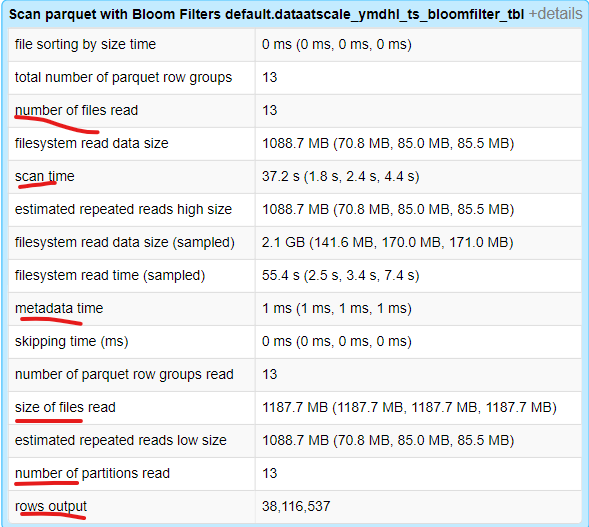 Scan parquet with Bloom Filters default.dataatscale_ymdhl_ts_bloomfilter_tbl +details
file sorting by size time 0 ms (0 ms, 0 ms, 0 ms)
total number of parquet row groups 13
number of files read 13
filesystem read data size 1088.7 MB (70.8 MB, 85.0 MB, 85.5 MB)
scan time 37.2 s (1.8 s, 2.4 s, 4.4 s)
estimated repeated reads high size 1088.7 MB (70.8 MB, 85.0 MB, 85.5 MB)
filesystem read data size (sampled) 2.1 GB (141.6 MB, 170.0 MB, 171.0 MB)
filesystem read time (sampled) 55.4 s (2.5 s, 3.4 s, 7.4 s)
metadata time 1 ms (1 ms, 1 ms, 1 ms)
skipping time (ms) 0 ms (0 ms, 0 ms, 0 ms)
number of parquet row groups read 13
size of files read 1187.7 MB (1187.7 MB, 1187.7 MB, 1187.7 MB)
estimated repeated reads low size 1088.7 MB (70.8 MB, 85.0 MB, 85.5 MB)
number of partitions read 13
rows output 38,116,537